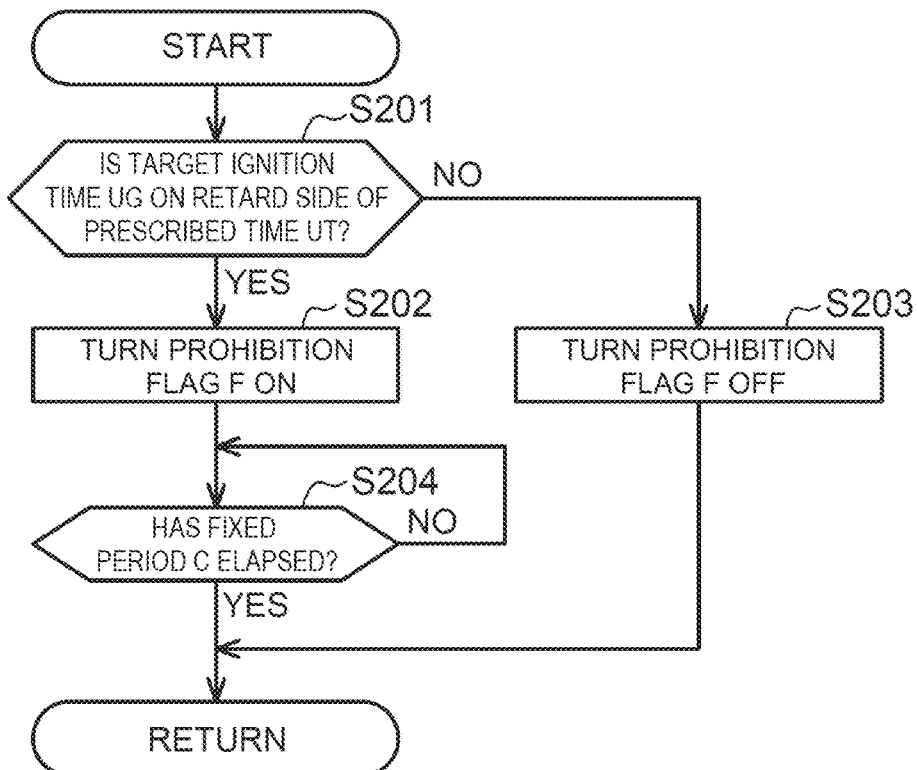 START
S201
IS TARGET IGNITION
TIME UG ON RETARD SIDE OF
PRESCRIBED TIME UT?
NO
YES
S202
TURN PROHIBITION
FLAG F ON
S203
TURN PROHIBITION
FLAG F OFF
S204
HAS FIXED
PERIOD C ELAPSED?
NO
YES
RETURN